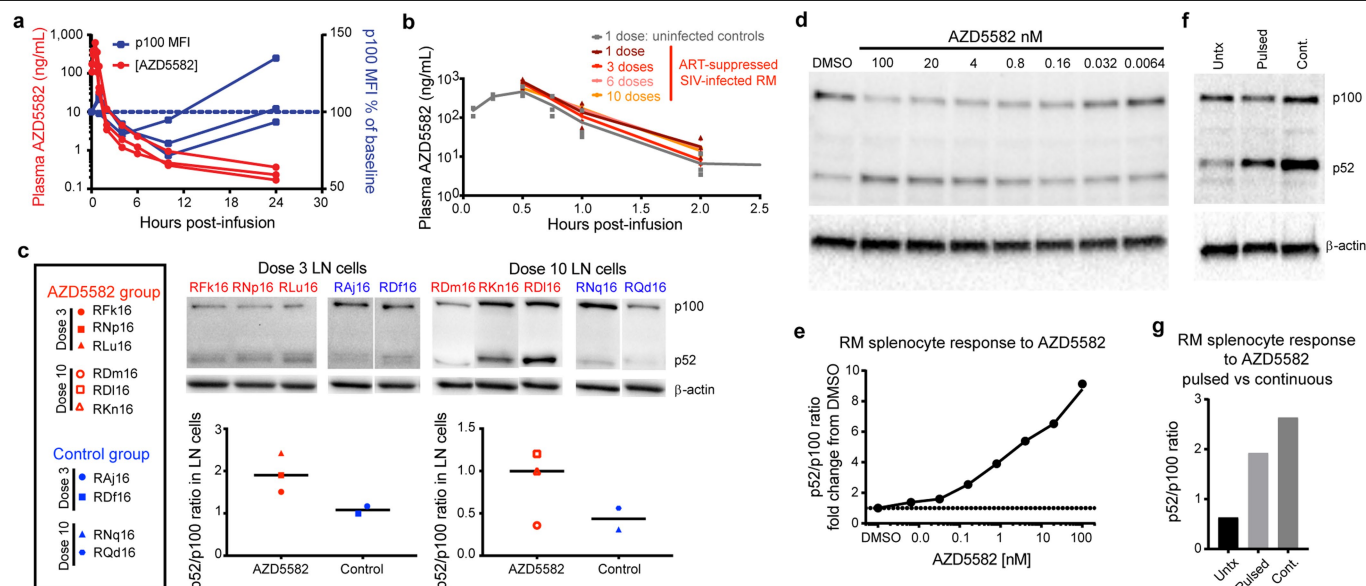 a
Plasma AZD5582 (ng/mL)
1,000
100
10
1
0.1
p100 MFI
[AZD5582]
150
100
50
p100 MFI % of baseline
0 6 12 18 24 30
Hours post-infusion
b
Plasma AZD5582 (ng/mL)
10³
10²
10¹
10⁰
1 dose: uninfected controls
1 dose
3 doses
6 doses
10 doses
ART-suppressed
SIV-infected RM
0.0 0.5 1.0 1.5 2.0 2.5
Hours post-infusion
c
AZD5582 group
Dose 3
RFk16
RNp16
RLu16
Dose 10
RDm16
RDl16
RKn16
Control group
Dose 3
RAj16
RDf16
Dose 10
RNq16
RQd16
Dose 3 LN cells
RFk16 RNp16 RLu16 RAj16 RDf16
Dose 10 LN cells
RDm16 RKn16 RDl16 RNq16 RQd16
p100
p52
β-actin
p52/p100 ratio in LN cells
3
2
1
0
AZD5582 Control
p52/p100 ratio in LN cells
1.5
1.0
0.5
0.0
AZD5582 Control
d
AZD5582 nM
DMSO 100 20 4 0.8 0.16 0.032 0.0064
e
RM splenocyte response to AZD5582
p52/p100 ratio
fold change from DMSO
10
8
6
4
2
0
DMSO 0.0 0.1 1 10 100
AZD5582 [nM]
f
Untx
Pulsed
Cont.
p100
p52
β-actin
g
RM splenocyte response
to AZD5582
pulsed vs continuous
p52/p100 ratio
3
2
1
0
Untx
Pulsed
Cont.